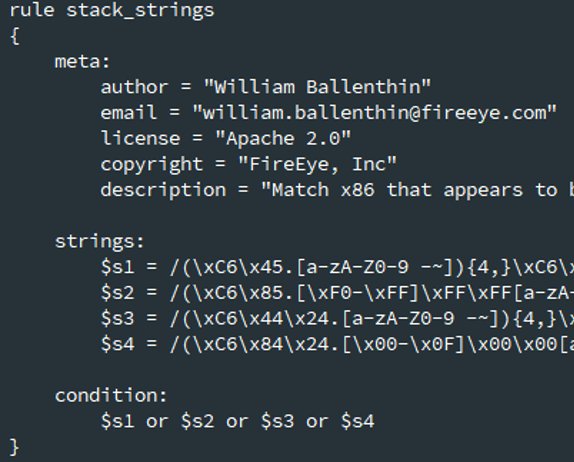 rule stack_strings
{
meta:
author = "William Ballenthin"
email = "william.ballenthin@fireeye.com"
license = "Apache 2.0"
copyright = "FireEye, Inc"
description = "Match x86 that appears to b
strings:
$s1 = /(\xC6\x45.[a-zA-Z0-9 -~]){4,}\xC6\x
$s2 = /(\xC6\x85.[\xF0-\xFF]\xFF\xFF[a-zA-
$s3 = /(\xC6\x44\x24.[a-zA-Z0-9 -~]){4,}\x
$s4 = /(\xC6\x84\x24.[\x00-\x0F]\x00\x00[a
condition:
$s1 or $s2 or $s3 or $s4
}